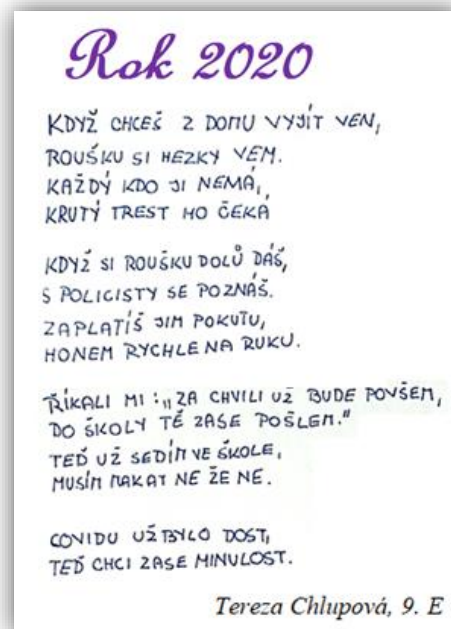 Rok 2020
KDYŽ CHCEŠ Z DOMU VYJÍT VEN,
ROUŠKU SI HEZKY VEM.
KAŽDÝ KDO JI NEMÁ,
KRUTÝ TREST HO ČEKÁ
KDYŽ SI ROUŠKU DOLŮ DÁŠ,
S POLICISTY SE POZNÁŠ.
ZAPLATÍŠ JIM POKUTU,
HONEM RYCHLE NA RUKU.
ŘÍKALI MI: „ZA CHVILI UŽ BUDE POVŠEM,
DO ŠKOLY TĚ ZASE POŠLEM."
TEĎ UŽ SEDÍM VE ŠKOLE,
MUSÍM MAKAT NE ŽE NE.
COVIDU UŽ BYLO DOST,
TEĎ CHCI ZASE MINULOST.
Tereza Chlupová, 9. E